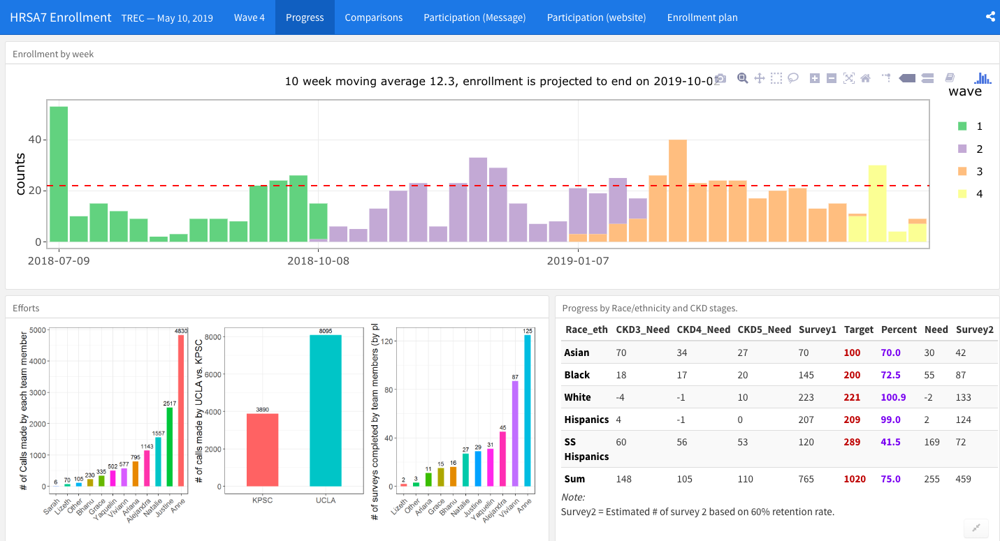 HRSA7 Enrollment TREC — May 10, 2019 Wave 4 Progress Comparisons Participation (Message) Participation (website) Enrollment plan
Enrollment by week
10 week moving average 12.3, enrollment is projected to end on 2019-10-02
wave
1
2
3
4
counts
40
20
0
2018-07-09 2018-10-08 2019-01-07
Efforts
# of Calls made by each team member
5000
4000
3000
2000
1000
0
6 70 105 230 335 502 577 795 1143 1557 2517 4830
Sarah Lizeth Other Bhanu Grace Yaquelin Viviann Ariana Alejandra Natalie Justine Anne
# of calls made by UCLA vs. KPSC
8000
6000
4000
2000
0
3890 8095
KPSC UCLA
# of surveys completed by team members (by
120
80
40
0
2 3 11 15 16 27 29 31 45 87 125
Lizeth Other Ariana Grace Bhanu Natalie Justine Yaquelin Alejandra Viviann Anne
Progress by Race/ethnicity and CKD stages.
Race_eth CKD3_Need CKD4_Need CKD5_Need Survey1 Target Percent Need Survey2
Asian 70 34 27 70 100 70.0 30 42
Black 18 17 20 145 200 72.5 55 87
White -4 -1 10 223 221 100.9 -2 133
Hispanics 4 -1 0 207 209 99.0 2 124
SS 60 56 53 120 289 41.5 169 72
Hispanics
Sum 148 105 110 765 1020 75.0 255 459
Note:
Survey2 = Estimated # of survey 2 based on 60% retention rate.